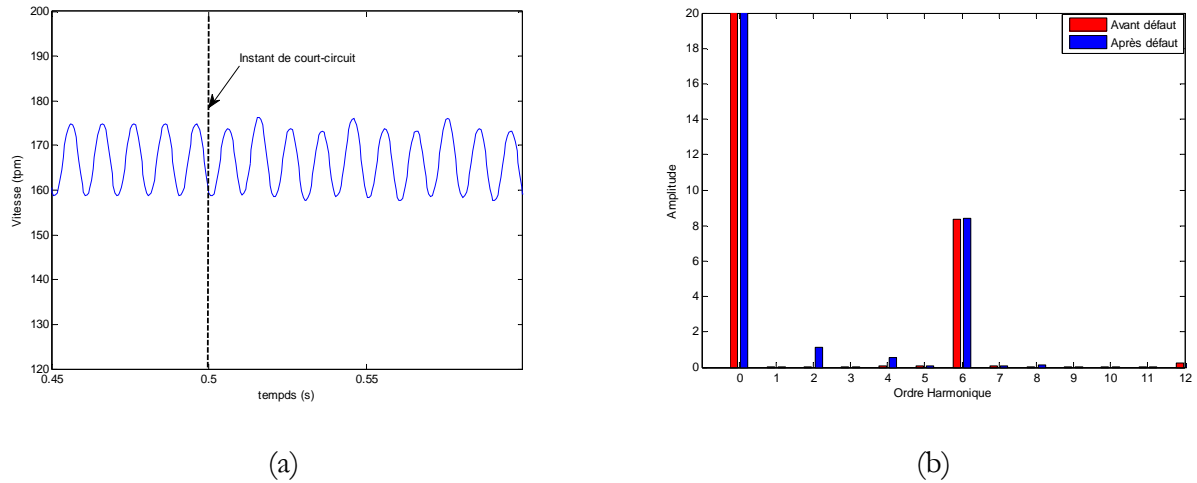 200
190
180
170
160
150
140
130
120
Vitesse (tpm)
Instant de court-circuit
0.45
0.5
0.55
tempds (s)
(a)
20
18
16
14
12
10
8
6
4
2
0
Amplitude
Avant défaut
Après défaut
0 1 2 3 4 5 6 7 8 9 10 11 12
Ordre Harmonique
(b)